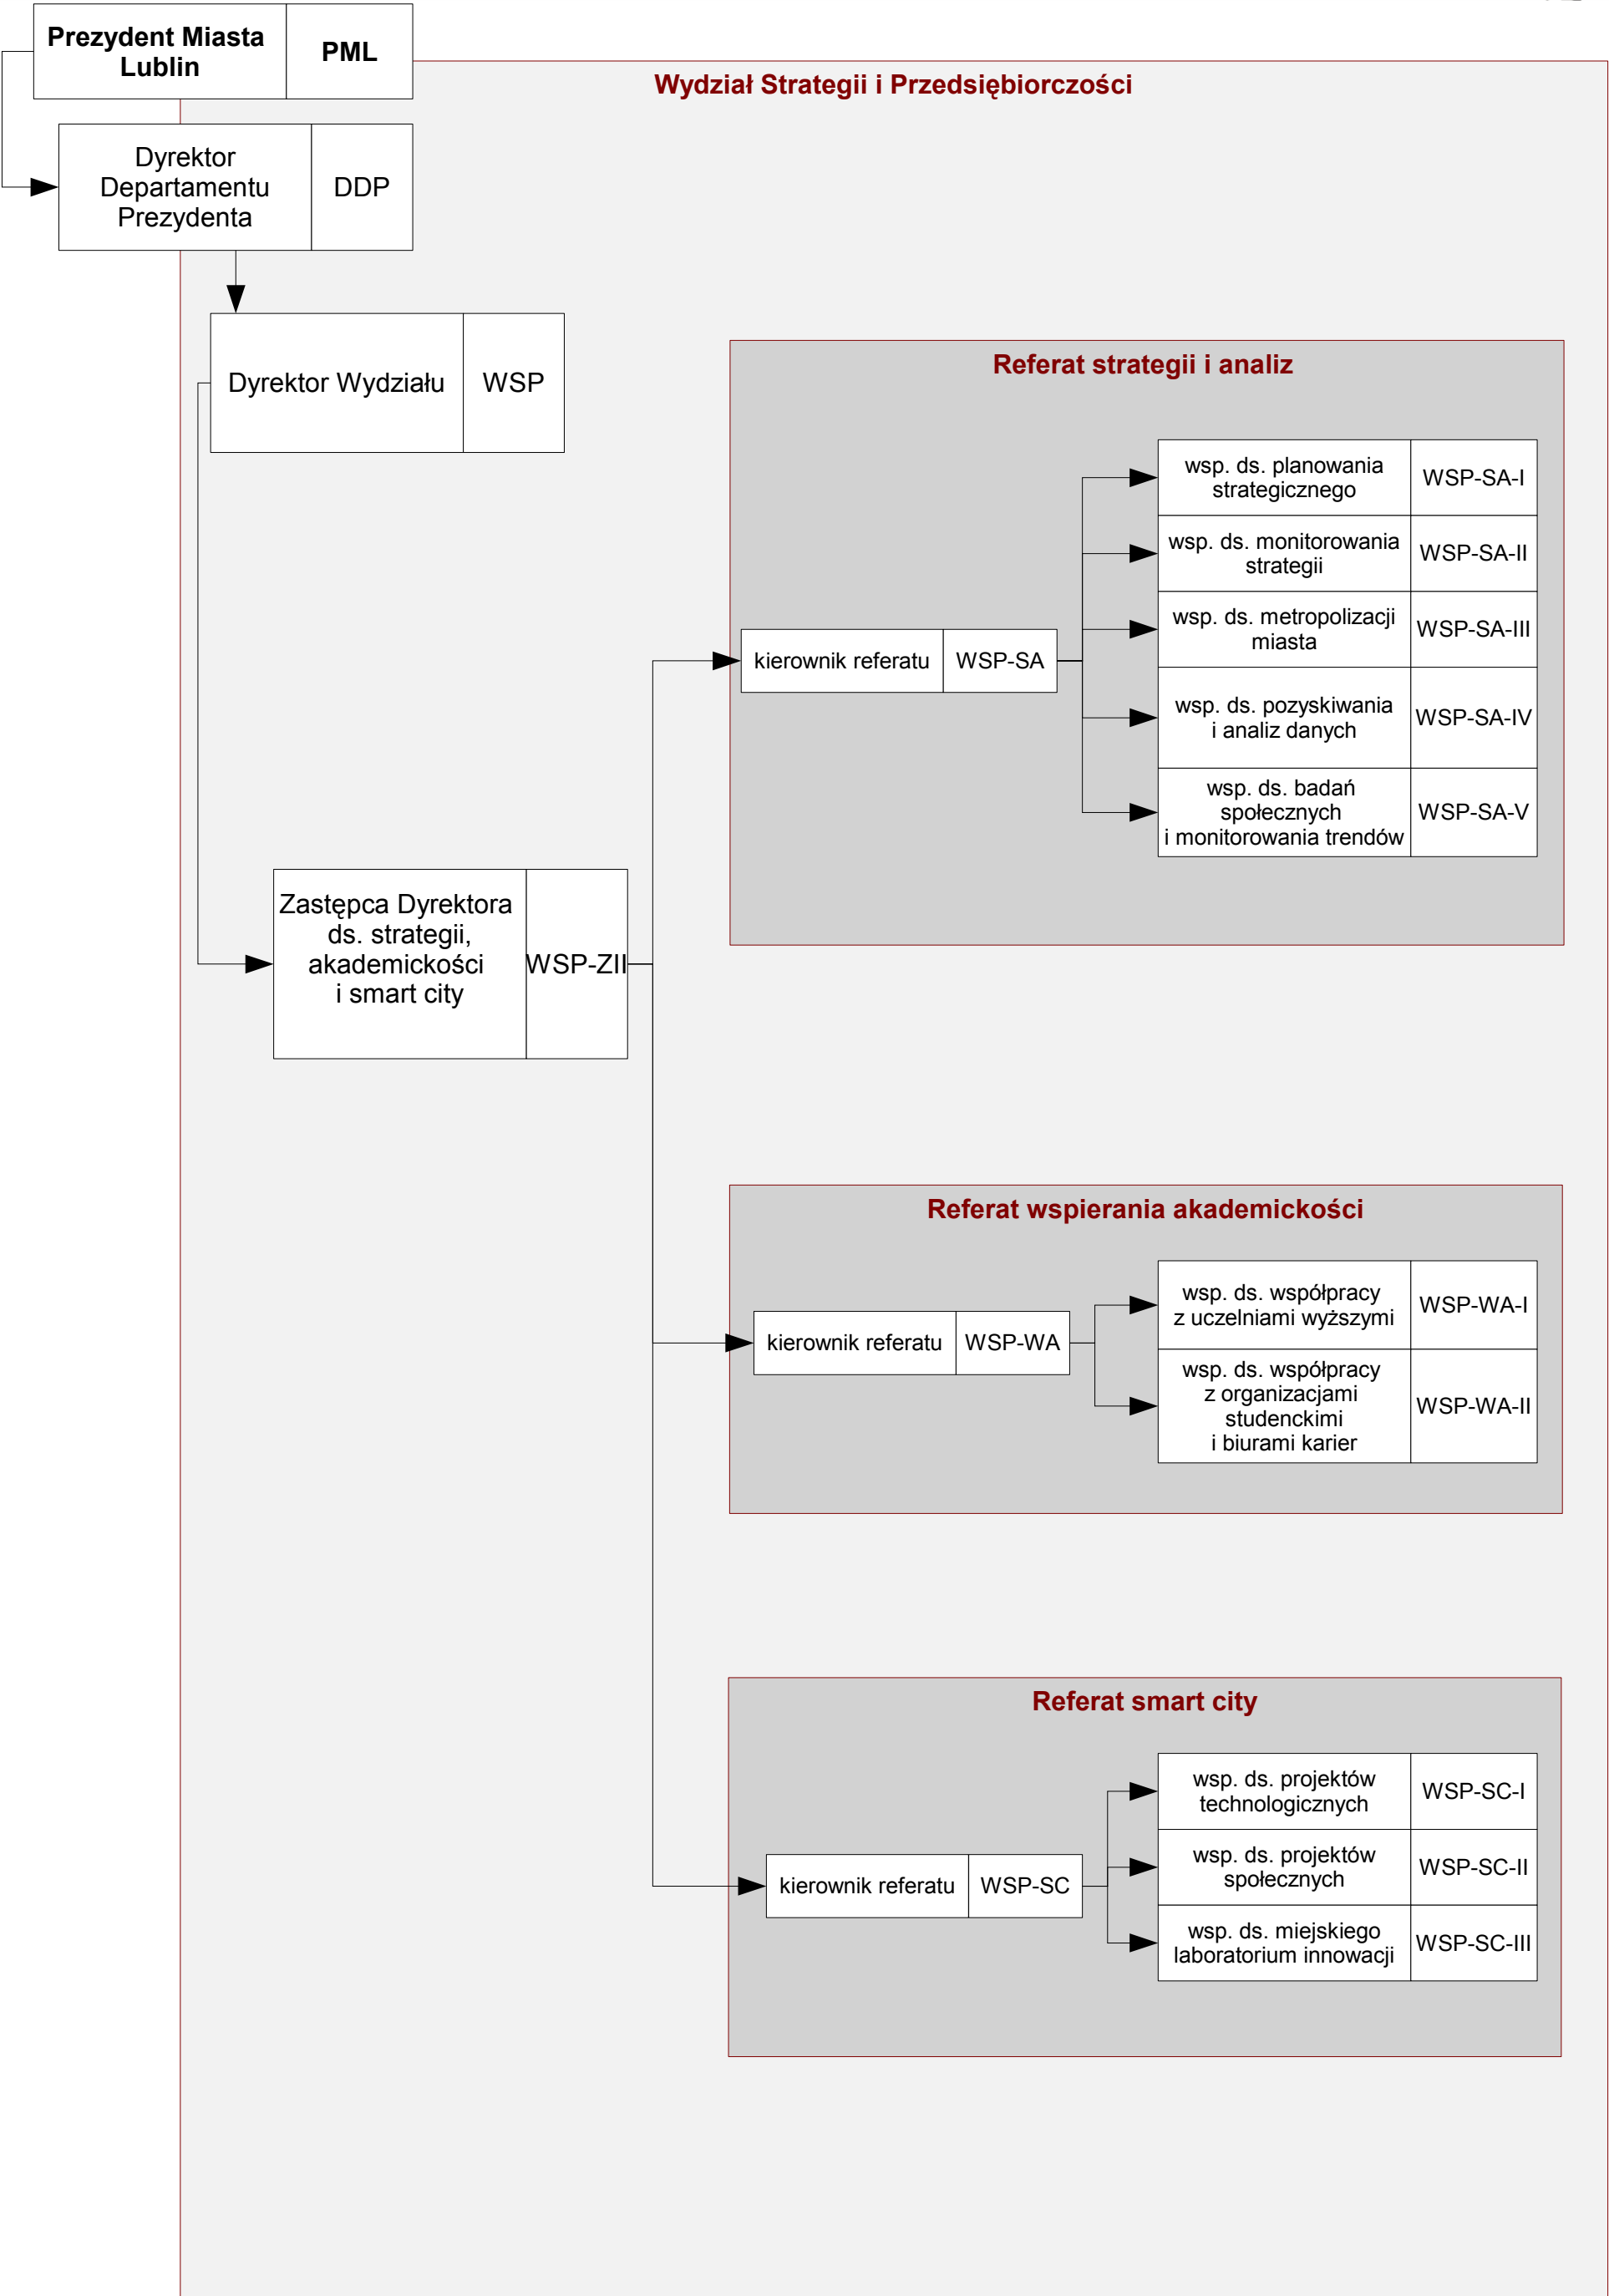 Prezydent Miasta
Lublin
PML
Wydział Strategii i Przedsiębiorczości
Dyrektor
Departamentu
Prezydenta
DDP
Dyrektor Wydziału
WSP
Referat strategii i analiz
wsp. ds. planowania
strategicznego
WSP-SA-I
wsp. ds. monitorowania
strategii
WSP-SA-II
wsp. ds. metropolizacji
miasta
WSP-SA-III
kierownik referatu
WSP-SA
wsp. ds. pozyskiwania
i analiz danych
WSP-SA-IV
wsp. ds. badań
społecznych
i monitorowania trendów
WSP-SA-V
Zastępca Dyrektora
ds. strategii,
akademickości
i smart city
WSP-ZII
Referat wspierania akademickości
kierownik referatu
WSP-WA
wsp. ds. współpracy
z uczelniami wyższymi
WSP-WA-I
wsp. ds. współpracy
z organizacjami
studenckimi
i biurami karier
WSP-WA-II
Referat smart city
kierownik referatu
WSP-SC
wsp. ds. projektów
technologicznych
WSP-SC-I
wsp. ds. projektów
społecznych
WSP-SC-II
wsp. ds. miejskiego
laboratorium innowacji
WSP-SC-III